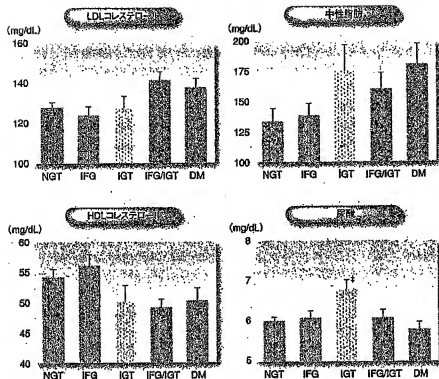 LDLコレステロール
(mg/dL)
160
140
120
100
NGT IFG IGT IFG/IGT DM
中性脂肪
(mg/dL)
200
175
150
125
100
NGT IFG IGT IFG/IGT DM
HDLコレステロール
(mg/dL)
60
55
50
45
40
NGT IFG IGT IFG/IGT DM
尿酸
(mg/dL)
8
7
6
5
NGT IFG IGT IFG/IGT DM